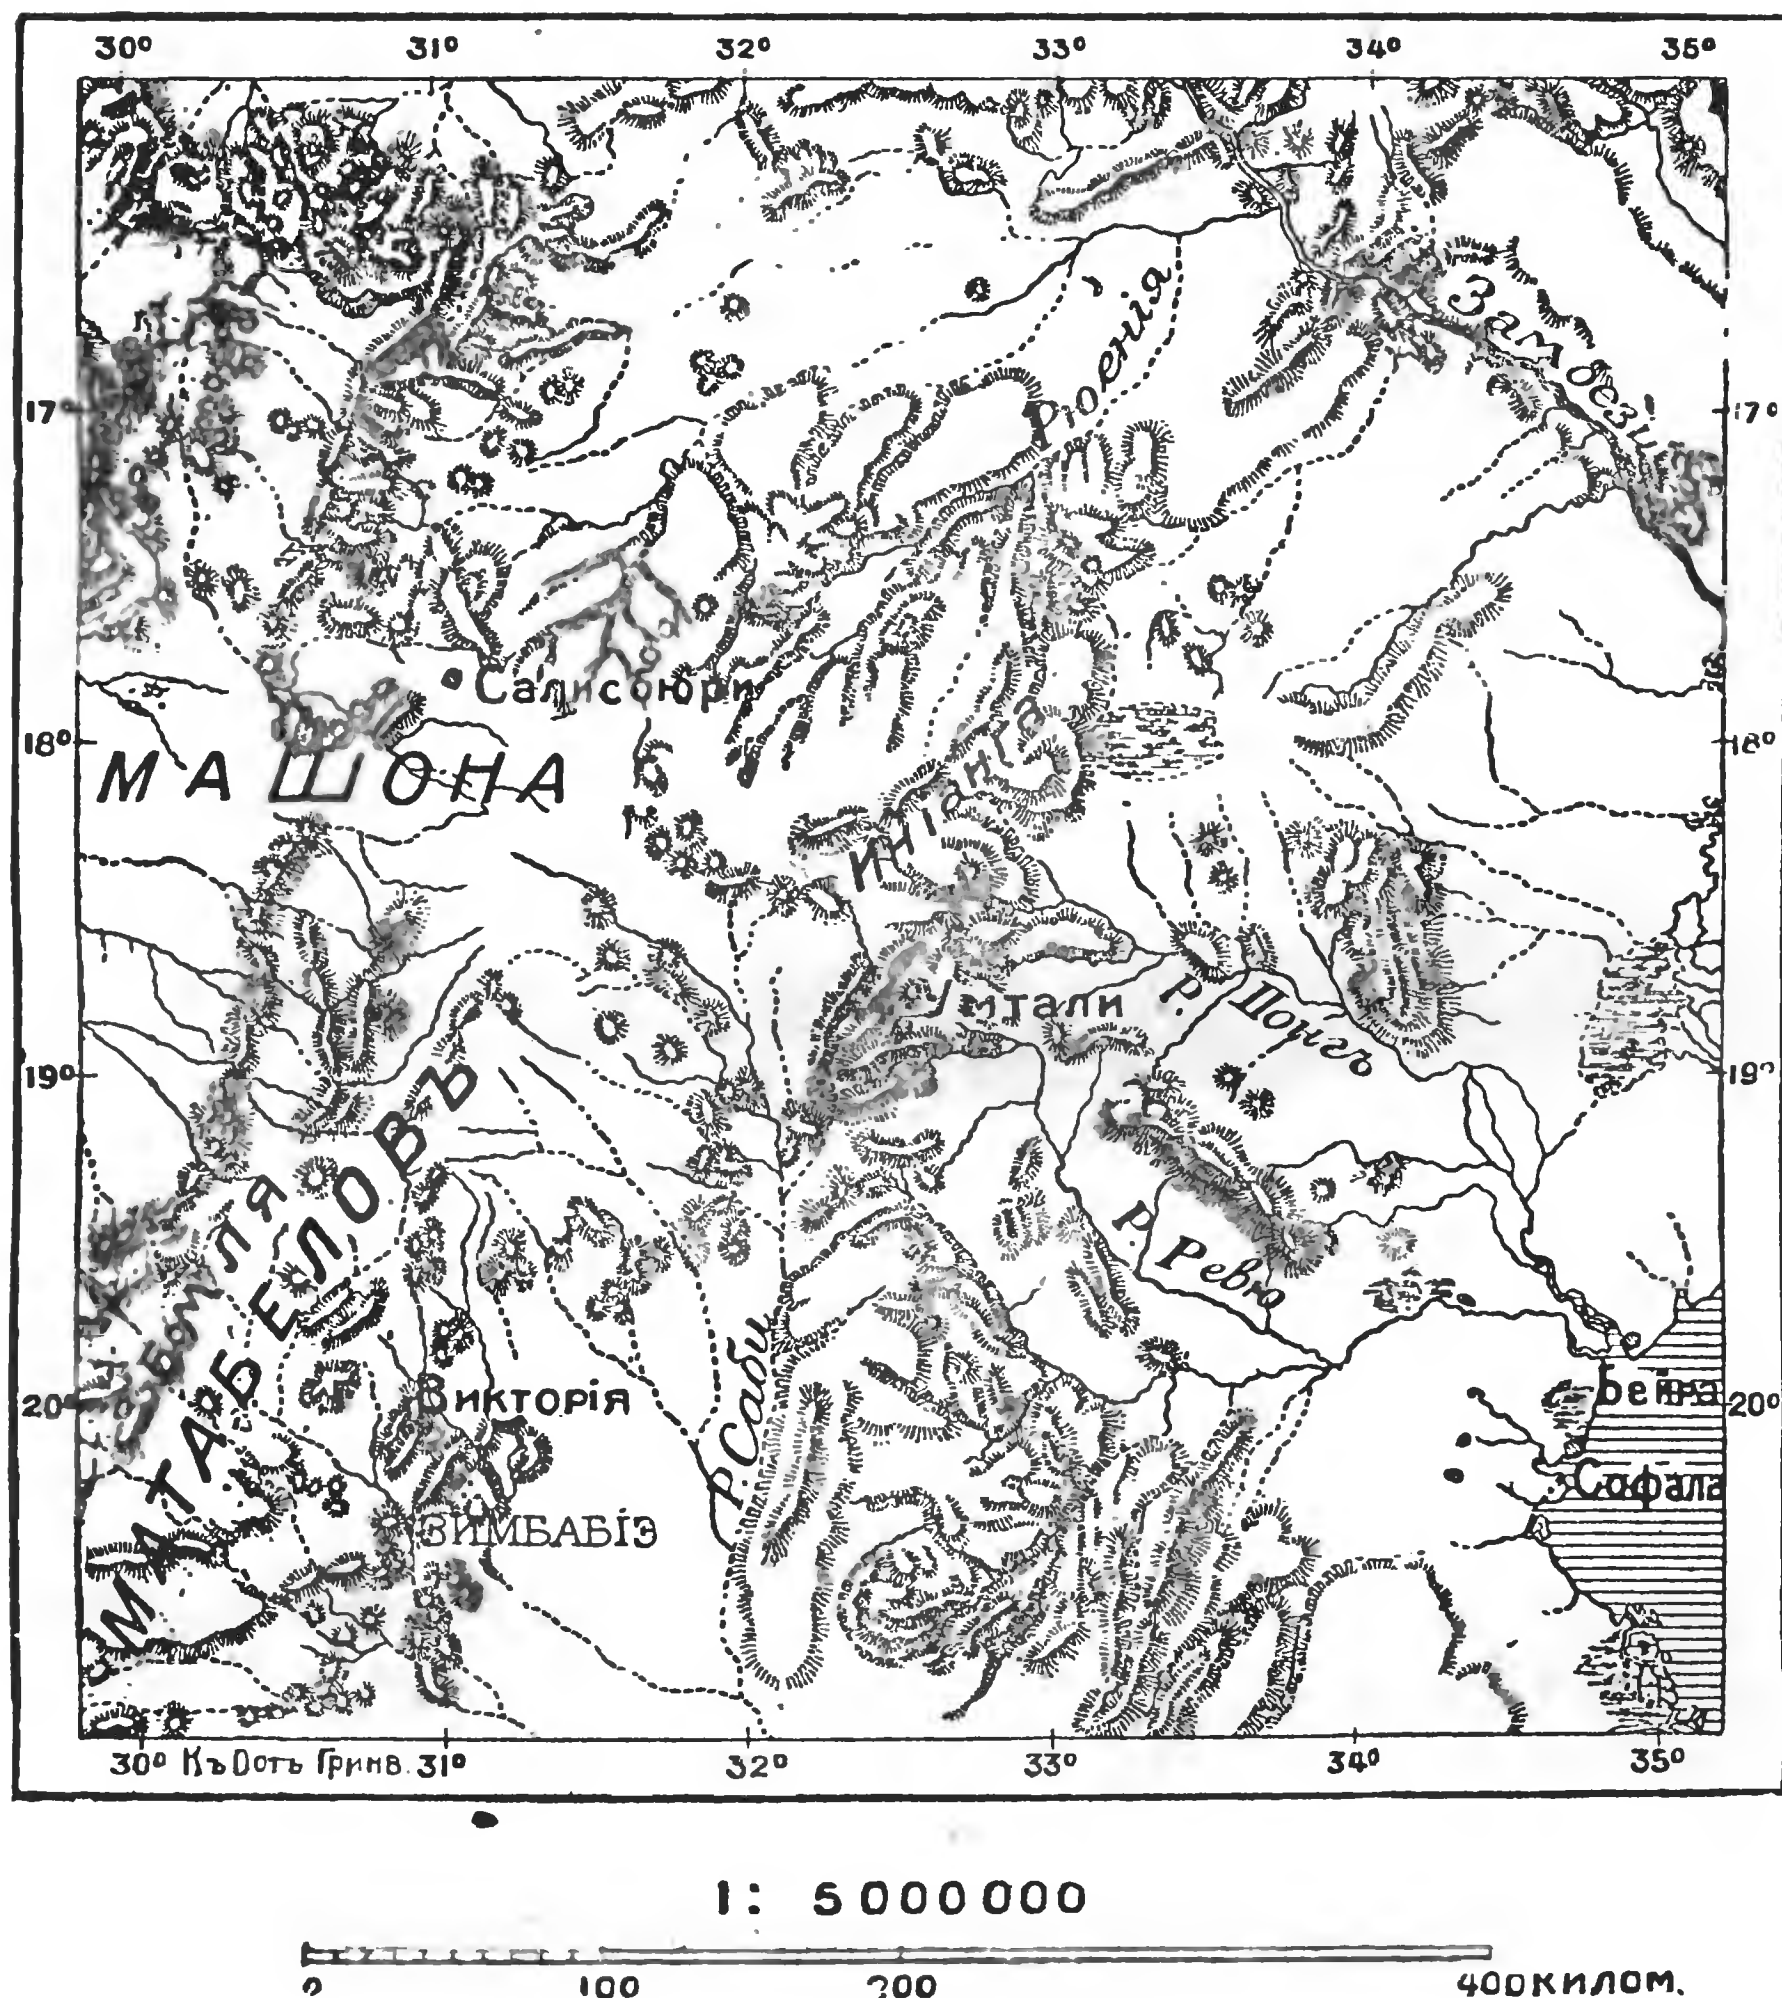 30° 31° 32° 33° 34° 35°
Замбези
Рюенія
17° 17°
Салисбюри
18° 18°
МАШОНА
Иніанга
Умтали
р. Понгъ
19° 19°
ЗЕМЛЯ
МАТАБЕЛОВЪ
р. Ревю
р Саби
Викторія
Бейра
20° 20°
Софала
ЗИМБАБІЭ
30° Къ О отъ Гринв. 31° 32° 33° 34° 35°
1: 5000000
0 100 200 400 килом.